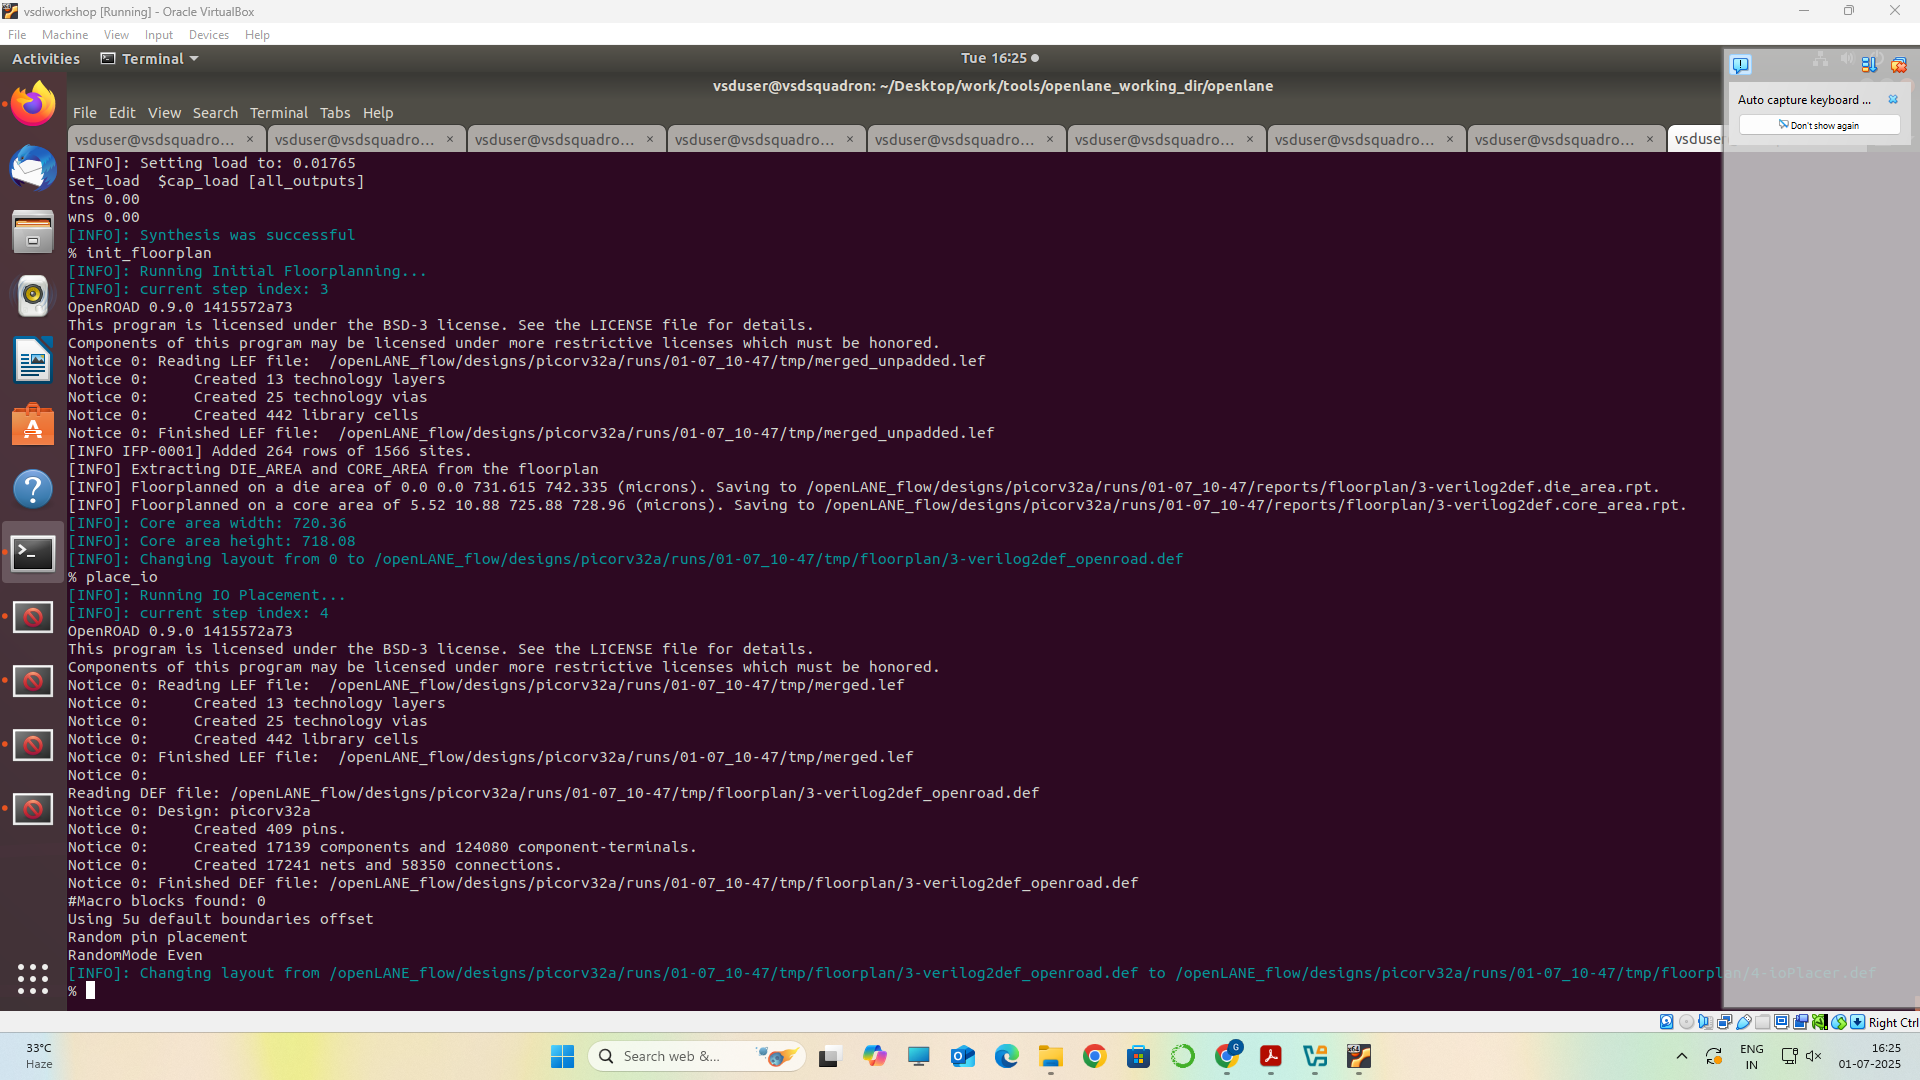 vsdiworkshop [Running] - Oracle VirtualBox
File Machine View Input Devices Help
Activities Terminal Tue 16:25
vsduser@vsdsquadron: ~/Desktop/work/tools/openlane_working_dir/openlane
File Edit View Search Terminal Tabs Help
vsduser@vsdsquadro... × vsduser@vsdsquadro... × vsduser@vsdsquadro... × vsduser@vsdsquadro... × vsduser@vsdsquadro... × vsduser@vsdsquadro... × vsduser@vsdsquadro... × vsduser@vsdsquadro... × vsduser
Auto capture keyboard ...
Don't show again
[INFO]: Setting load to: 0.01765
set_load  $cap_load [all_outputs]
tns 0.00
wns 0.00
[INFO]: Synthesis was successful
% init_floorplan
[INFO]: Running Initial Floorplanning...
[INFO]: current step index: 3
OpenROAD 0.9.0 1415572a73
This program is licensed under the BSD-3 license. See the LICENSE file for details.
Components of this program may be licensed under more restrictive licenses which must be honored.
Notice 0: Reading LEF file:  /openLANE_flow/designs/picorv32a/runs/01-07_10-47/tmp/merged_unpadded.lef
Notice 0:     Created 13 technology layers
Notice 0:     Created 25 technology vias
Notice 0:     Created 442 library cells
Notice 0: Finished LEF file:  /openLANE_flow/designs/picorv32a/runs/01-07_10-47/tmp/merged_unpadded.lef
[INFO IFP-0001] Added 264 rows of 1566 sites.
[INFO] Extracting DIE_AREA and CORE_AREA from the floorplan
[INFO] Floorplanned on a die area of 0.0 0.0 731.615 742.335 (microns). Saving to /openLANE_flow/designs/picorv32a/runs/01-07_10-47/reports/floorplan/3-verilog2def.die_area.rpt.
[INFO] Floorplanned on a core area of 5.52 10.88 725.88 728.96 (microns). Saving to /openLANE_flow/designs/picorv32a/runs/01-07_10-47/reports/floorplan/3-verilog2def.core_area.rpt.
[INFO]: Core area width: 720.36
[INFO]: Core area height: 718.08
[INFO]: Changing layout from 0 to /openLANE_flow/designs/picorv32a/runs/01-07_10-47/tmp/floorplan/3-verilog2def_openroad.def
% place_io
[INFO]: Running IO Placement...
[INFO]: current step index: 4
OpenROAD 0.9.0 1415572a73
This program is licensed under the BSD-3 license. See the LICENSE file for details.
Components of this program may be licensed under more restrictive licenses which must be honored.
Notice 0: Reading LEF file:  /openLANE_flow/designs/picorv32a/runs/01-07_10-47/tmp/merged.lef
Notice 0:     Created 13 technology layers
Notice 0:     Created 25 technology vias
Notice 0:     Created 442 library cells
Notice 0: Finished LEF file:  /openLANE_flow/designs/picorv32a/runs/01-07_10-47/tmp/merged.lef
Notice 0:
Reading DEF file: /openLANE_flow/designs/picorv32a/runs/01-07_10-47/tmp/floorplan/3-verilog2def_openroad.def
Notice 0: Design: picorv32a
Notice 0:     Created 409 pins.
Notice 0:     Created 17139 components and 124080 component-terminals.
Notice 0:     Created 17241 nets and 58350 connections.
Notice 0: Finished DEF file: /openLANE_flow/designs/picorv32a/runs/01-07_10-47/tmp/floorplan/3-verilog2def_openroad.def
#Macro blocks found: 0
Using 5u default boundaries offset
Random pin placement
RandomMode Even
[INFO]: Changing layout from /openLANE_flow/designs/picorv32a/runs/01-07_10-47/tmp/floorplan/3-verilog2def_openroad.def to /openLANE_flow/designs/picorv32a/runs/01-07_10-47/tmp/floorplan/4-ioPlacer.def
%
Right Ctrl
33°C
Haze
Search web &...
ENG
IN
16:25
01-07-2025